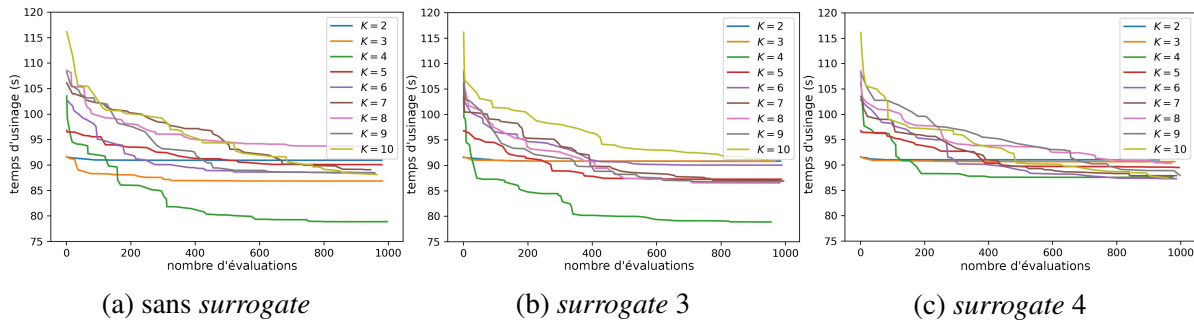 120
115
110
105
100
95
90
85
80
75
temps d'usinage (s)
0 200 400 600 800 1000
nombre d'évaluations
K = 2
K = 3
K = 4
K = 5
K = 6
K = 7
K = 8
K = 9
K = 10
(a) sans surrogate
120
115
110
105
100
95
90
85
80
75
temps d'usinage (s)
0 200 400 600 800 1000
nombre d'évaluations
K = 2
K = 3
K = 4
K = 5
K = 6
K = 7
K = 8
K = 9
K = 10
(b) surrogate 3
120
115
110
105
100
95
90
85
80
75
temps d'usinage (s)
0 200 400 600 800 1000
nombre d'évaluations
K = 2
K = 3
K = 4
K = 5
K = 6
K = 7
K = 8
K = 9
K = 10
(c) surrogate 4